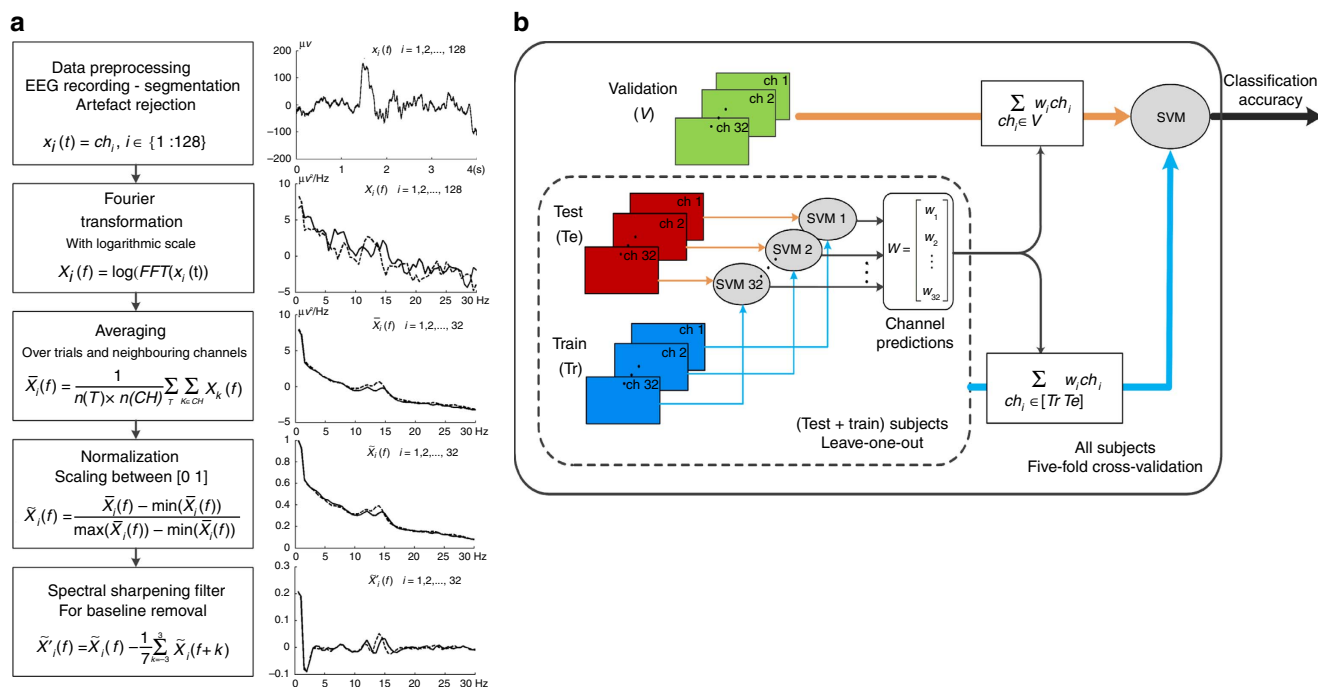 a
Data preprocessing
EEG recording - segmentation
Artefact rejection
x_i(t) = ch_i, i ∈ {1 :128}
Fourier
transformation
With logarithmic scale
X_i(f) = log(FFT(x_i(t))
Averaging
Over trials and neighbouring channels
X̄_i(f) = 1/(n(T)× n(CH)) ∑_T ∑_{K∈CH} X_k(f)
Normalization
Scaling between [0 1]
X̃_i(f) = (X̄_i(f) − min(X̄_i(f)))/(max(X̄_i(f)) − min(X̄_i(f)))
Spectral sharpening filter
For baseline removal
X̃'_i(f) = X̃_i(f) − 1/7 ∑_{k=−3}^{3} X̃_i(f+k)
μV
x_i(t) i = 1,2,..., 128
200
100
0
−100
−200
0 1 2 3 4(s)
μv²/Hz
X_i(f) i = 1,2,..., 128
10
5
0
−5
0 5 10 15 20 25 30 Hz
μv²/Hz
X̄_i(f) i = 1,2,..., 32
10
5
0
−5
0 5 10 15 20 25 30 Hz
X̃_i(f) i = 1,2,..., 32
1
0.8
0.6
0.4
0.2
0
0 5 10 15 20 25 30 Hz
X̃'_i(f) i = 1,2,..., 32
0.3
0.2
0.1
0
−0.1
0 5 10 15 20 25 30 Hz
b
Validation
(V)
ch 1
ch 2
ch 32
∑ w_i ch_i
ch_i ∈ V
SVM
Classification
accuracy
Test
(Te)
ch 1
ch 2
ch 32
SVM 1
SVM 2
SVM 32
W =
w_1
w_2
⋮
w_32
Channel
predictions
Train
(Tr)
ch 1
ch 2
ch 32
∑ w_i ch_i
ch_i ∈ [Tr Te]
(Test + train) subjects
Leave-one-out
All subjects
Five-fold cross-validation